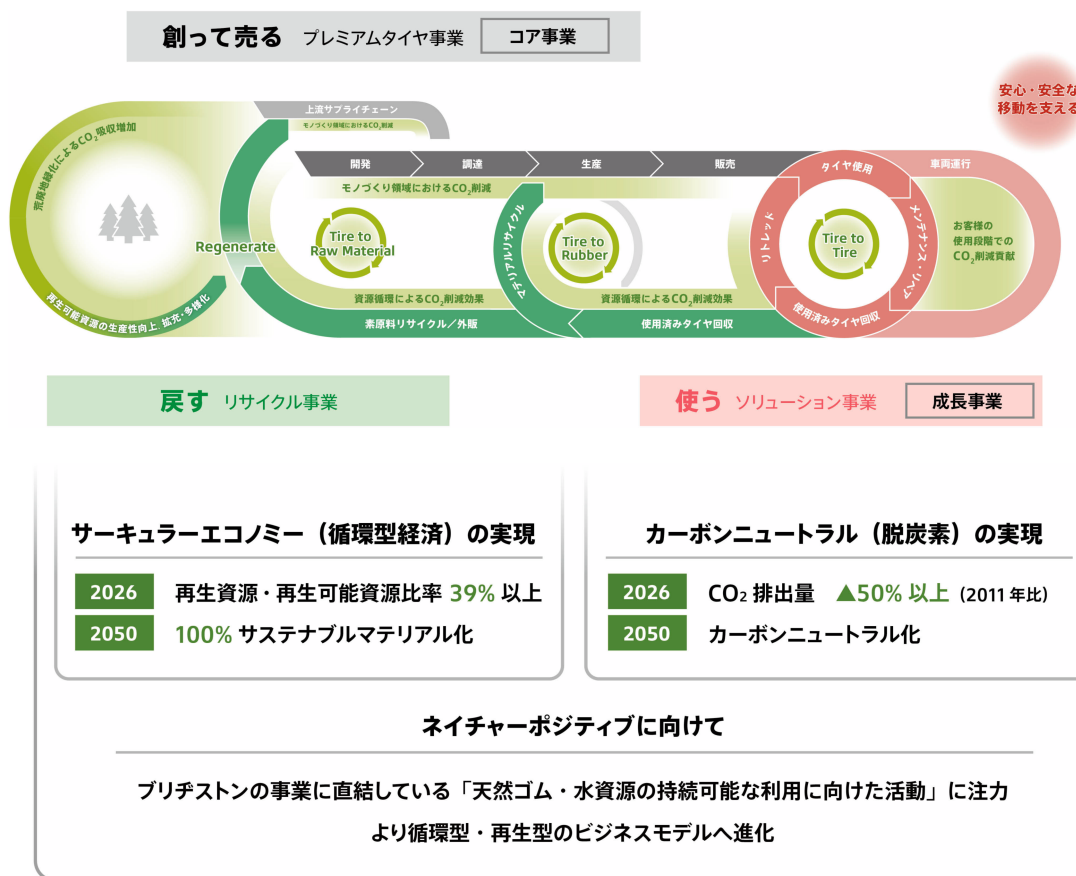 創って売る プレミアムタイヤ事業 コア事業
安心・安全な
移動を支える
上流サプライチェーン
モノづくり領域におけるCO₂削減
荒廃地緑化によるCO₂吸収増加
開発 調達 生産 販売
タイヤ使用
車両運行
モノづくり領域におけるCO₂削減
Regenerate
Tire to
Raw Material
マテリアルリサイクル
Tire to
Rubber
リトレッド
Tire to
Tire
メンテナンス・リペア
お客様の
使用段階での
CO₂削減貢献
再生可能資源の生産性向上、拡充・多様化
資源循環によるCO₂削減効果
資源循環によるCO₂削減効果
使用済みタイヤ回収
素原料リサイクル／外販
使用済みタイヤ回収
戻す リサイクル事業
使う ソリューション事業 成長事業
サーキュラーエコノミー（循環型経済）の実現
2026 再生資源・再生可能資源比率 39% 以上
2050 100% サステナブルマテリアル化
カーボンニュートラル（脱炭素）の実現
2026 CO₂ 排出量 ▲50% 以上（2011 年比）
2050 カーボンニュートラル化
ネイチャーポジティブに向けて
ブリヂストンの事業に直結している「天然ゴム・水資源の持続可能な利用に向けた活動」に注力
より循環型・再生型のビジネスモデルへ進化